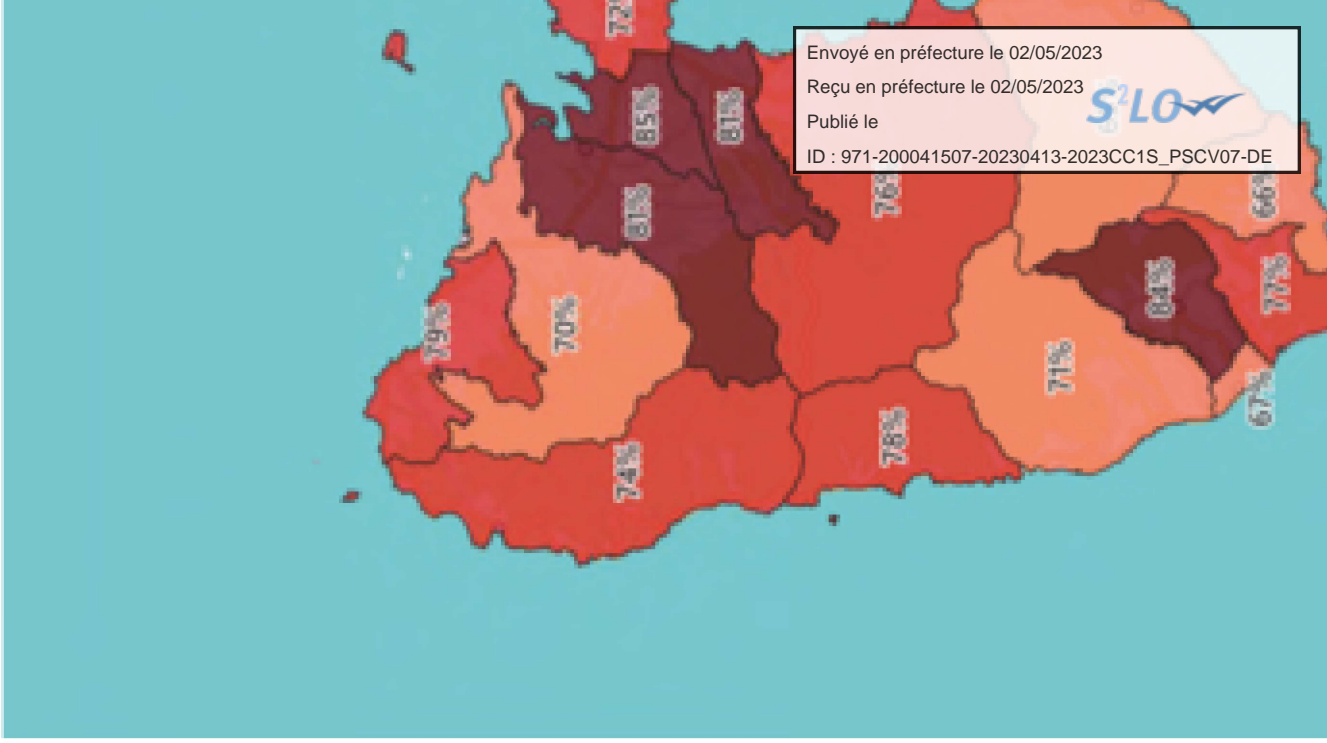 72%
Envoyé en préfecture le 02/05/2023
Reçu en préfecture le 02/05/2023
Publié le
S²LO
ID : 971-200041507-20230413-2023CC1S_PSCV07-DE
85%
81%
81%
76%
66%
84%
77%
79%
70%
71%
67%
78%
74%